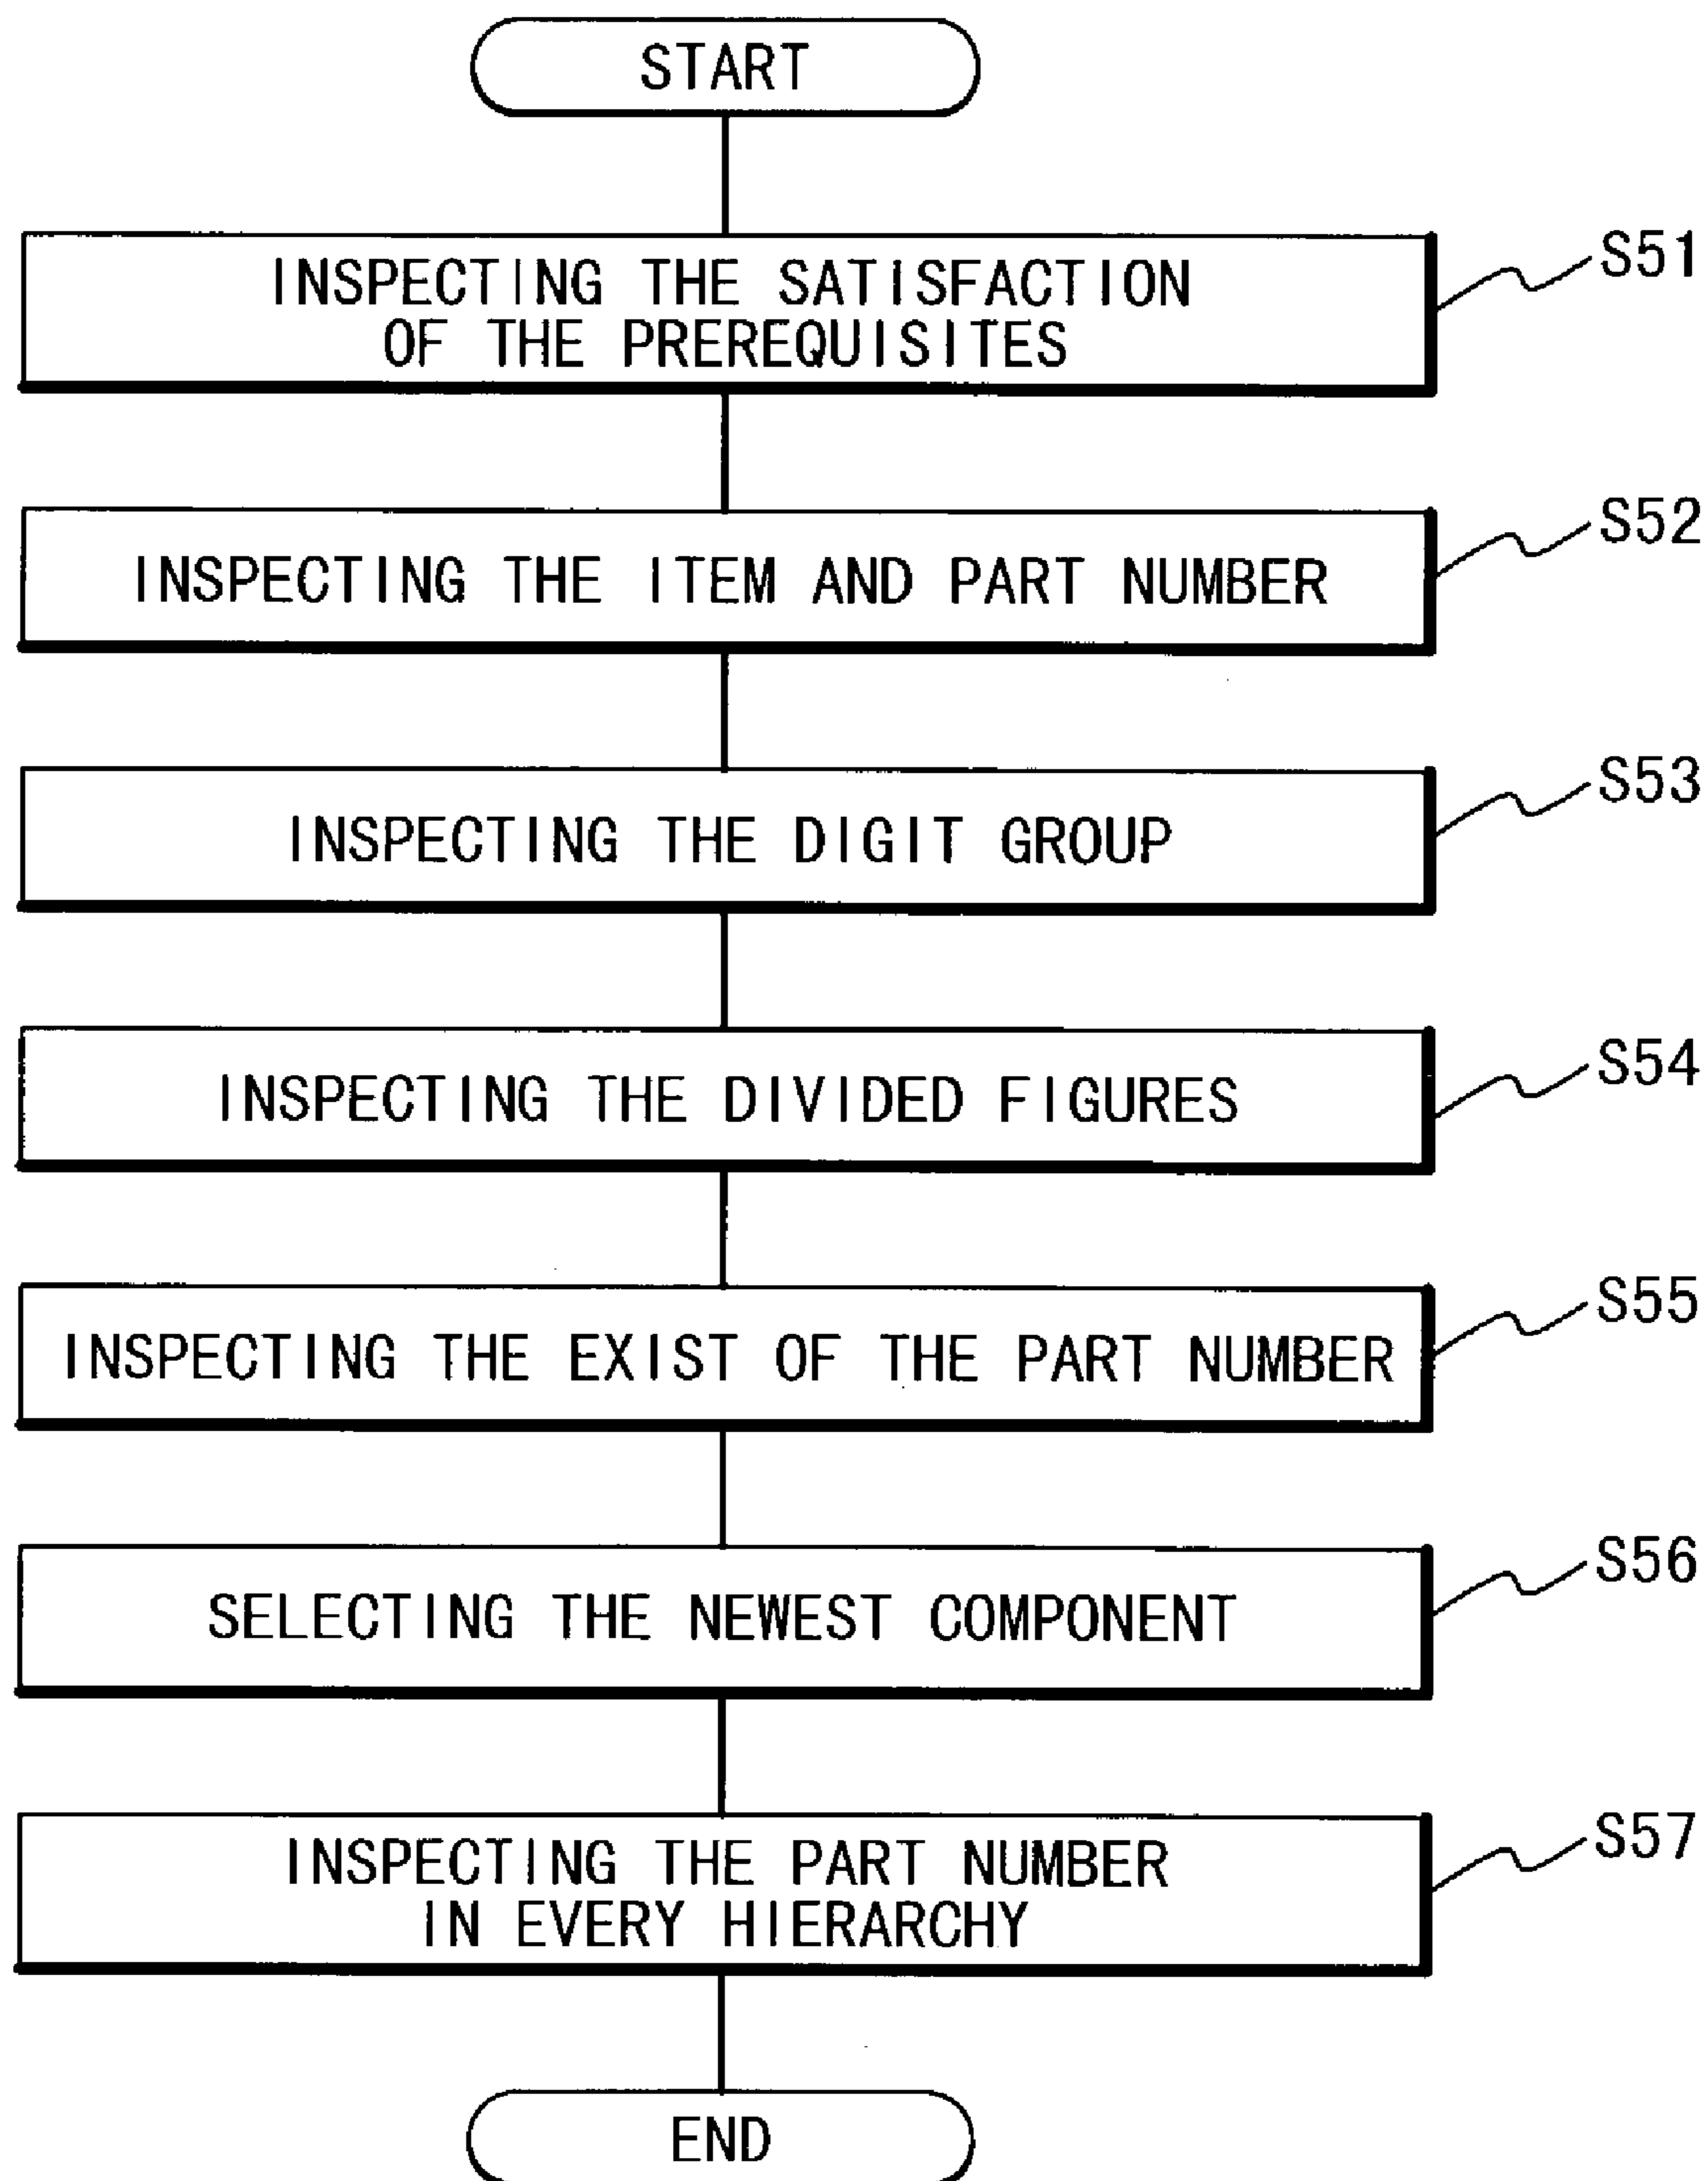 START
INSPECTING THE SATISFACTION
OF THE PREREQUISITES
S51
INSPECTING THE ITEM AND PART NUMBER
S52
INSPECTING THE DIGIT GROUP
S53
INSPECTING THE DIVIDED FIGURES
S54
INSPECTING THE EXIST OF THE PART NUMBER
S55
SELECTING THE NEWEST COMPONENT
S56
INSPECTING THE PART NUMBER
IN EVERY HIERARCHY
S57
END